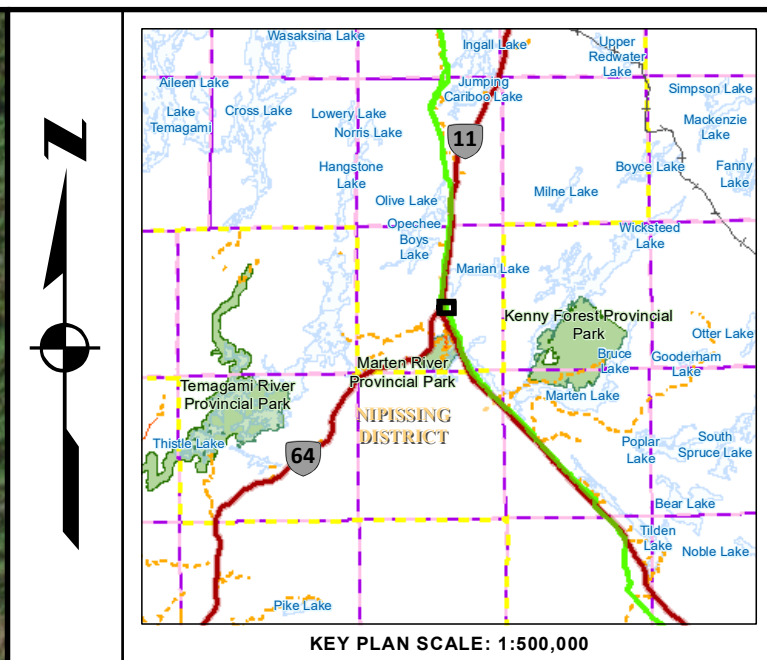 N
Wasaksina Lake
Ingall Lake
Upper
Redwater
Lake
Aileen Lake
Jumping
Cariboo Lake
Simpson Lake
Lake
Temagami
Cross Lake
Lowery Lake
Norris Lake
Mackenzie
Lake
11
Hangstone
Lake
Boyce Lake
Fanny
Lake
Olive Lake
Milne Lake
Opechee
Boys
Lake
Wicksteed
Lake
Marian Lake
Kenny Forest Provincial
Park
Otter Lake
Marten River
Provincial Park
Bruce
Lake
Gooderham
Lake
Temagami River
Provincial Park
Marten Lake
NIPISSING
DISTRICT
Thistle Lake
64
Poplar
Lake
South
Spruce Lake
Bear Lake
Tilden
Lake
Noble Lake
Pike Lake
KEY PLAN SCALE: 1:500,000